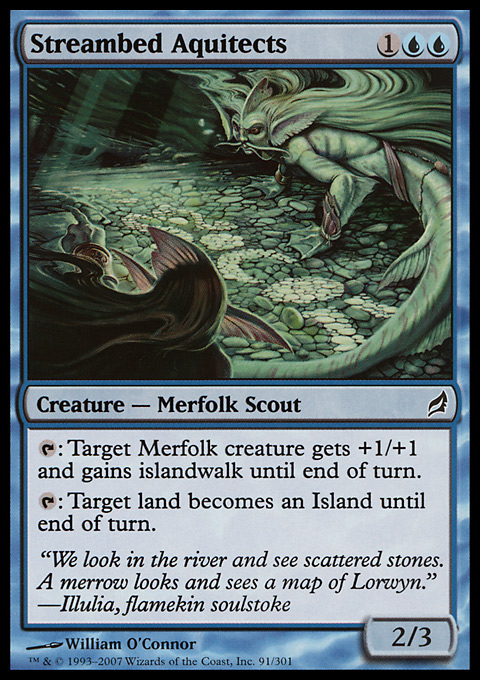 Streambed Aquitects 1
Creature — Merfolk Scout
: Target Merfolk creature gets +1/+1
and gains islandwalk until end of turn.
: Target land becomes an Island until
end of turn.
“We look in the river and see scattered stones.
A merrow looks and sees a map of Lorwyn.”
—Illulia, flamekin soulstoke
William O’Connor
2/3
™ & © 1993–2007 Wizards of the Coast, Inc. 91/301